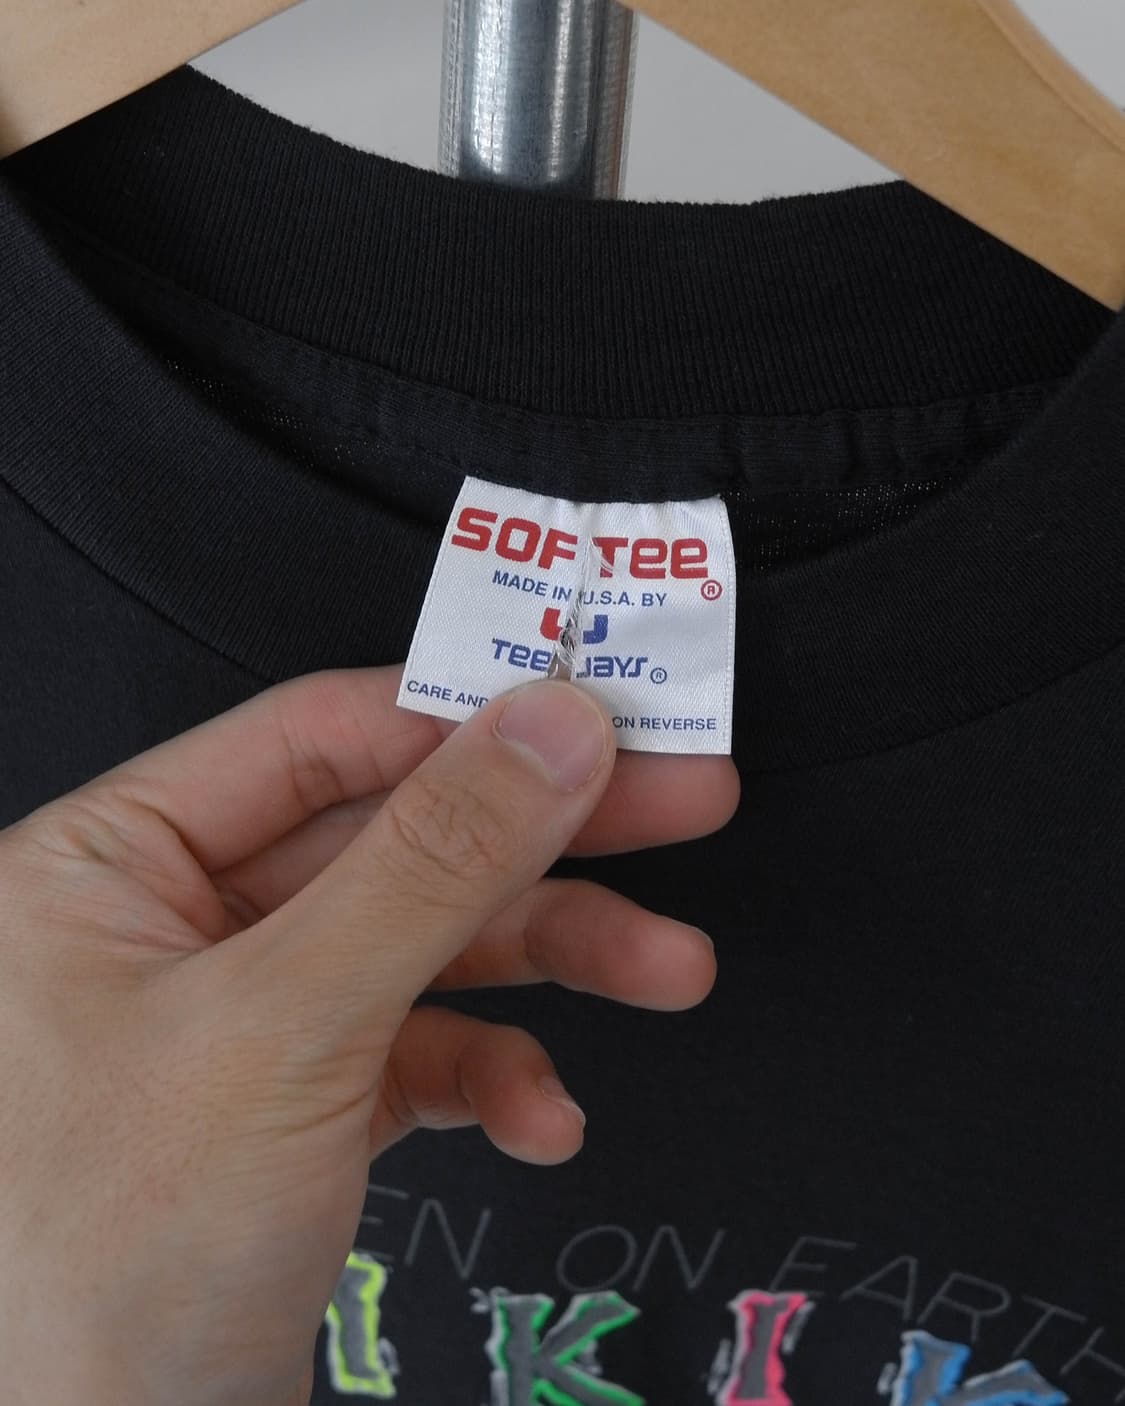 SOF TEE®
MADE IN U.S.A. BY
TEE JAYS®
CARE AND ON REVERSE
EN ON EARTH
I K I K